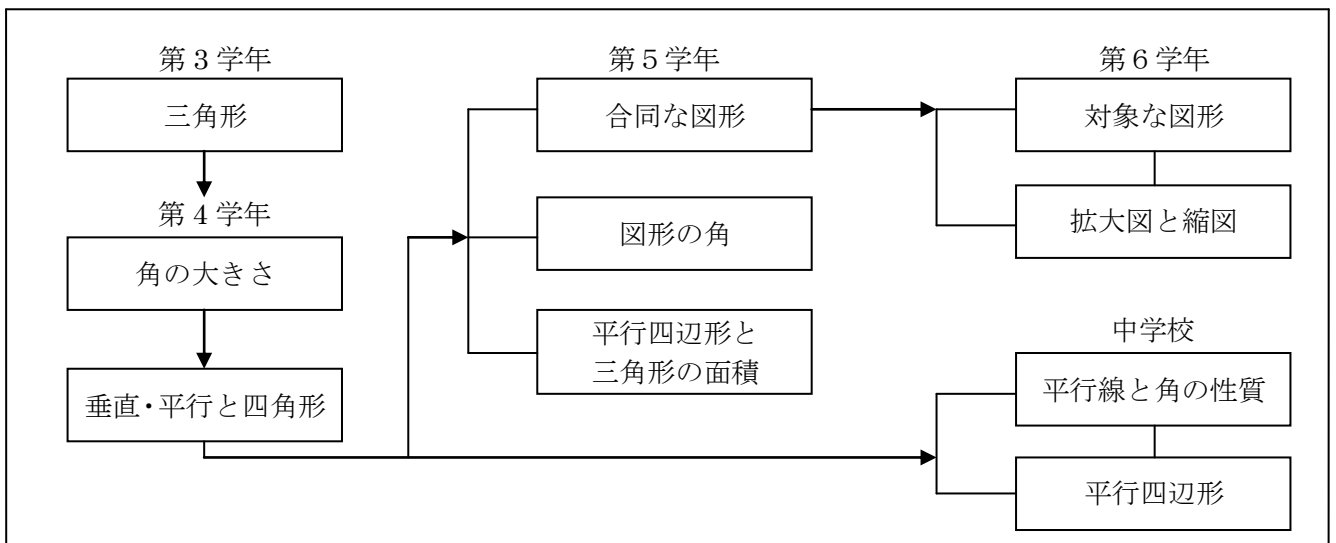 第３学年
三角形
第４学年
角の大きさ
垂直・平行と四角形
第５学年
合同な図形
図形の角
平行四辺形と
三角形の面積
第６学年
対象な図形
拡大図と縮図
中学校
平行線と角の性質
平行四辺形